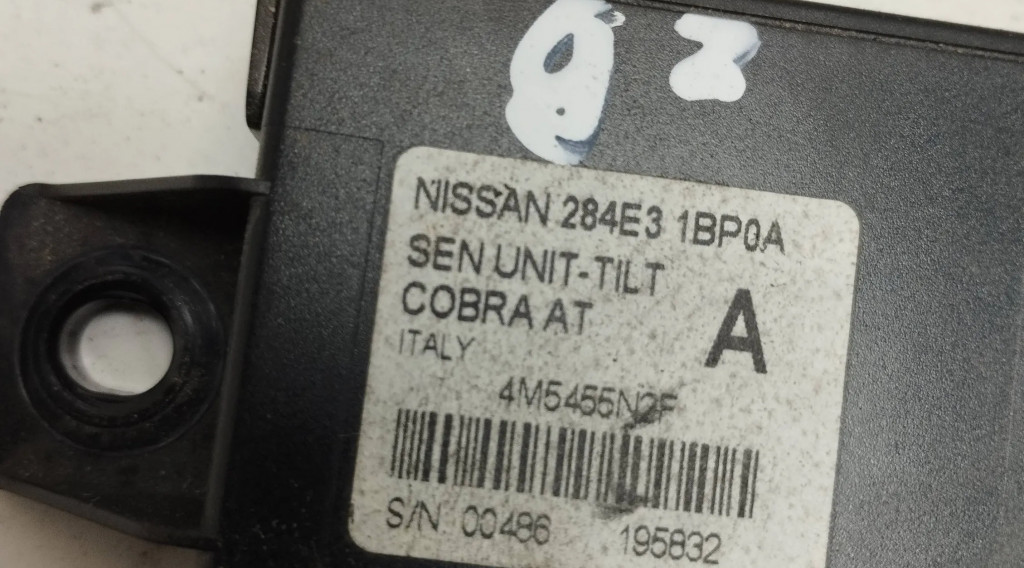 NISSAN 284E3 1BP0A
SEN UNIT-TILT
COBRA AT
A
ITALY
4M5455N2F
S/N 00486 195832